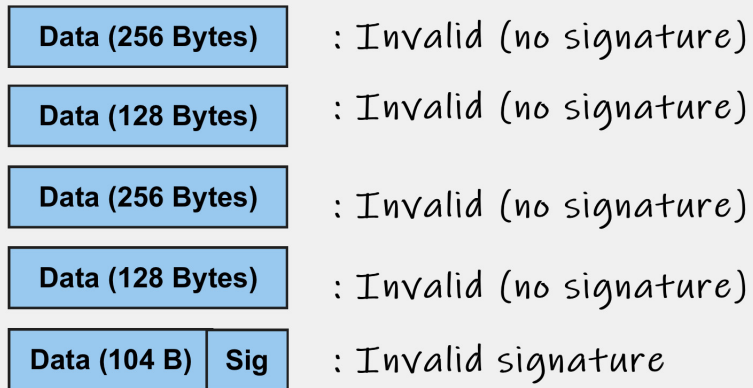 Data (256 Bytes) : Invalid (no signature)
Data (128 Bytes) : Invalid (no signature)
Data (256 Bytes) : Invalid (no signature)
Data (128 Bytes) : Invalid (no signature)
Data (104 B) Sig : Invalid signature